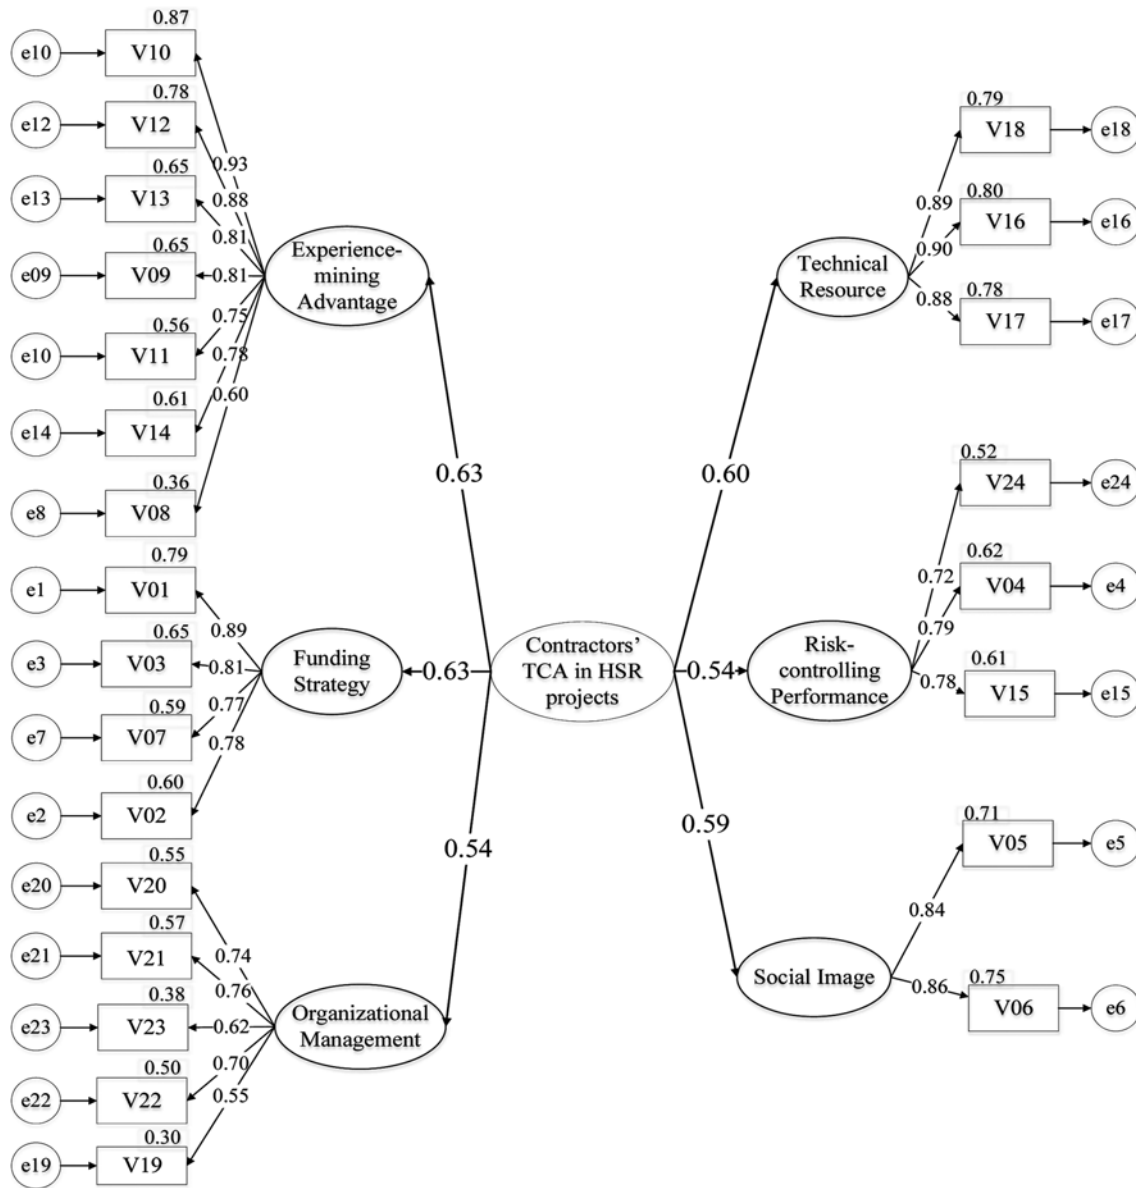 0.87
e10
V10
0.78
e12
V12
0.65
e13
V13
0.65
e09
V09
0.56
e10
V11
0.61
e14
V14
0.36
e8
V08
0.93
0.88
0.81
0.81
0.75
0.78
0.60
Experience-
mining
Advantage
0.79
e1
V01
0.65
e3
V03
0.59
e7
V07
0.60
e2
V02
0.89
0.81
0.77
0.78
Funding
Strategy
0.55
e20
V20
0.57
e21
V21
0.38
e23
V23
0.50
e22
V22
0.30
e19
V19
0.74
0.76
0.62
0.70
0.55
Organizational
Management
0.63
0.63
0.54
Contractors’
TCA in HSR
projects
0.60
0.54
0.59
Technical
Resource
0.89
0.90
0.88
0.79
V18
e18
0.80
V16
e16
0.78
V17
e17
Risk-
controlling
Performance
0.72
0.79
0.78
0.52
V24
e24
0.62
V04
e4
0.61
V15
e15
Social Image
0.84
0.86
0.71
V05
e5
0.75
V06
e6